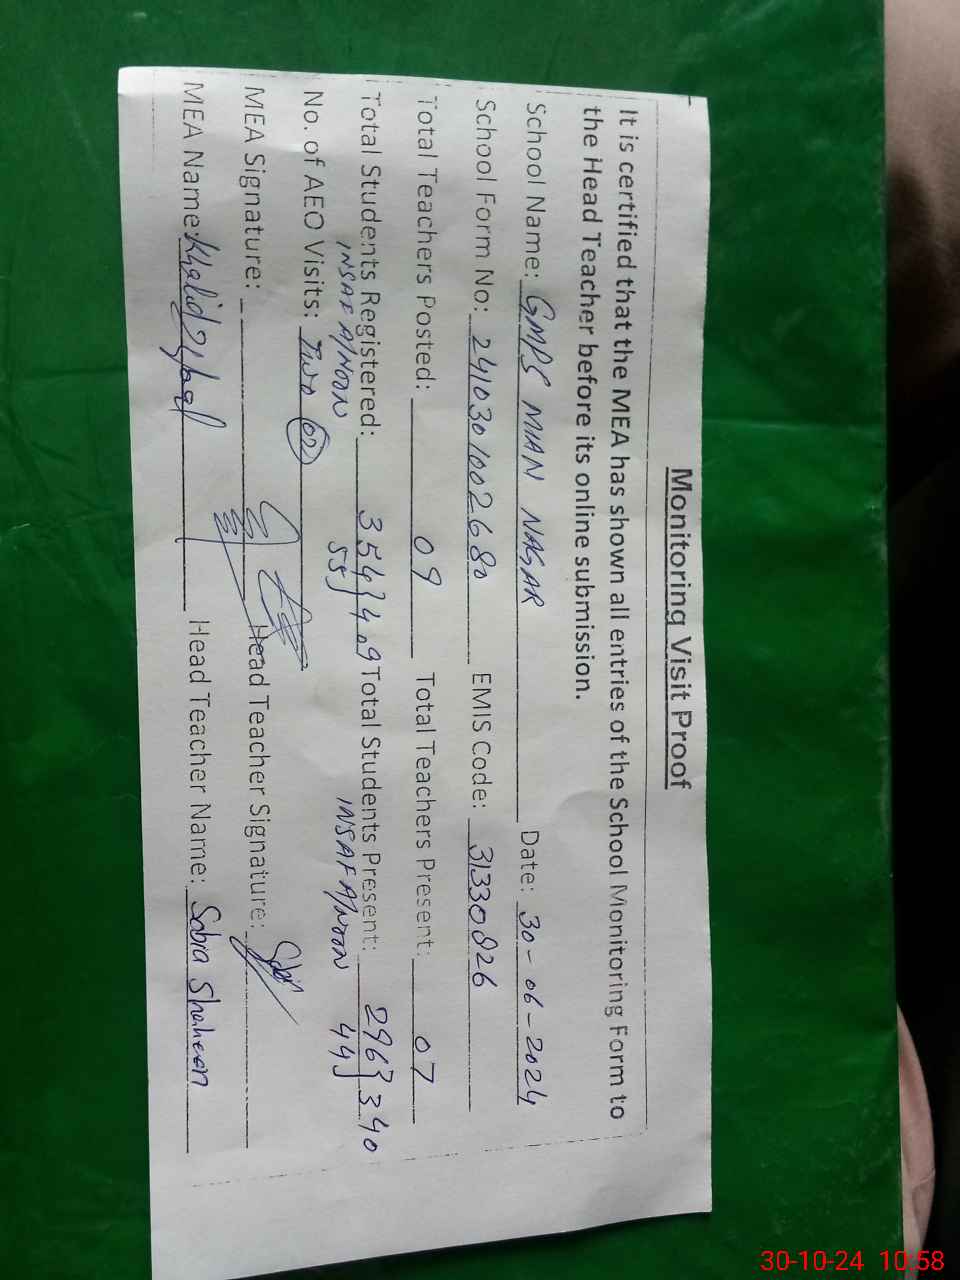 Monitoring Visit Proof
It is certified that the MEA has shown all entries of the School Monitoring Form to
the Head Teacher before its online submission.
School Name: GMPS MIAN NAGAR Date: 30-06-2024
School Form No: 2410301002680 EMIS Code: 31330826
Total Teachers Posted: 09 Total Teachers Present: 07
Total Students Registered: 354 } 409 Total Students Present: 296 } 340
INSAF A/NOON 55 INSAF A/NOON 44
No. of AEO Visits: Two 02
MEA Signature: Head Teacher Signature:
MEA Name: Khalid Iqbal Head Teacher Name: Sobia Shaheen
30-10-24 10:58